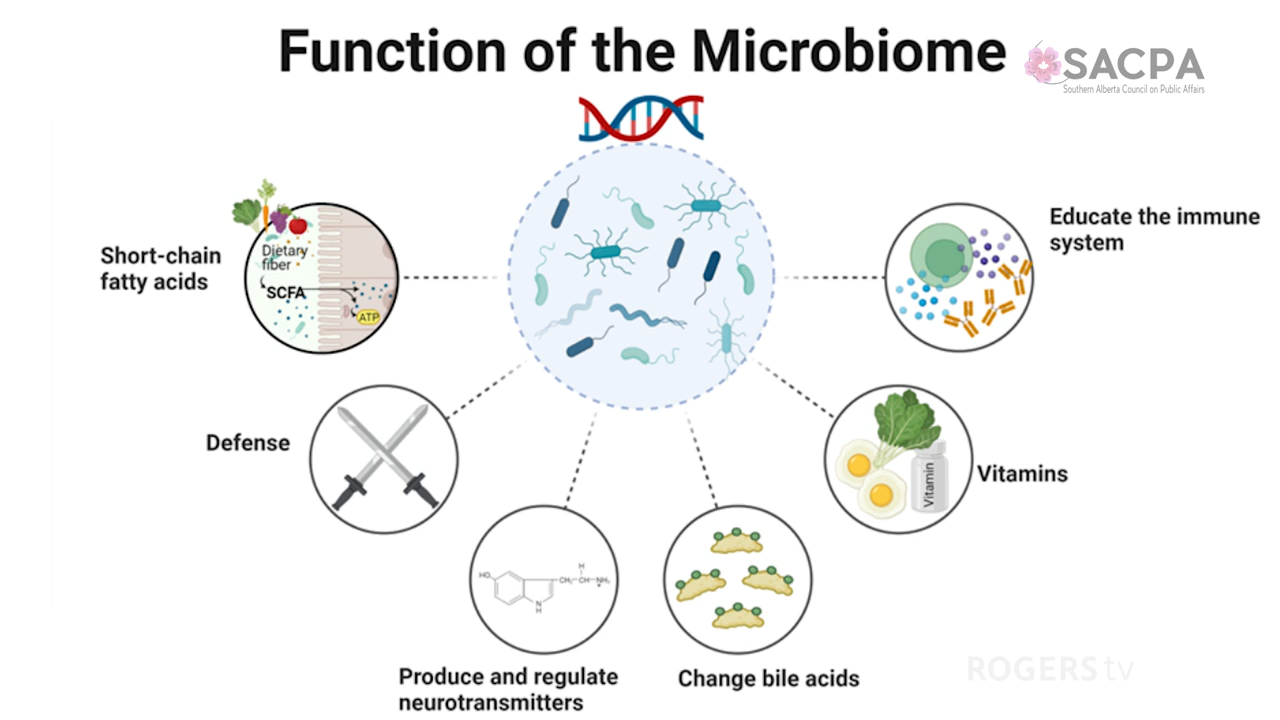 Function of the Microbiome
SACPA
Southern Alberta Council on Public Affairs
Short-chain
fatty acids
Dietary
fiber
SCFA
ATP
Educate the immune
system
Defense
Vitamin
Vitamins
HO
N
H
H
CH₂
CH
NH₂
Produce and regulate
neurotransmitters
Change bile acids
ROGERS tv